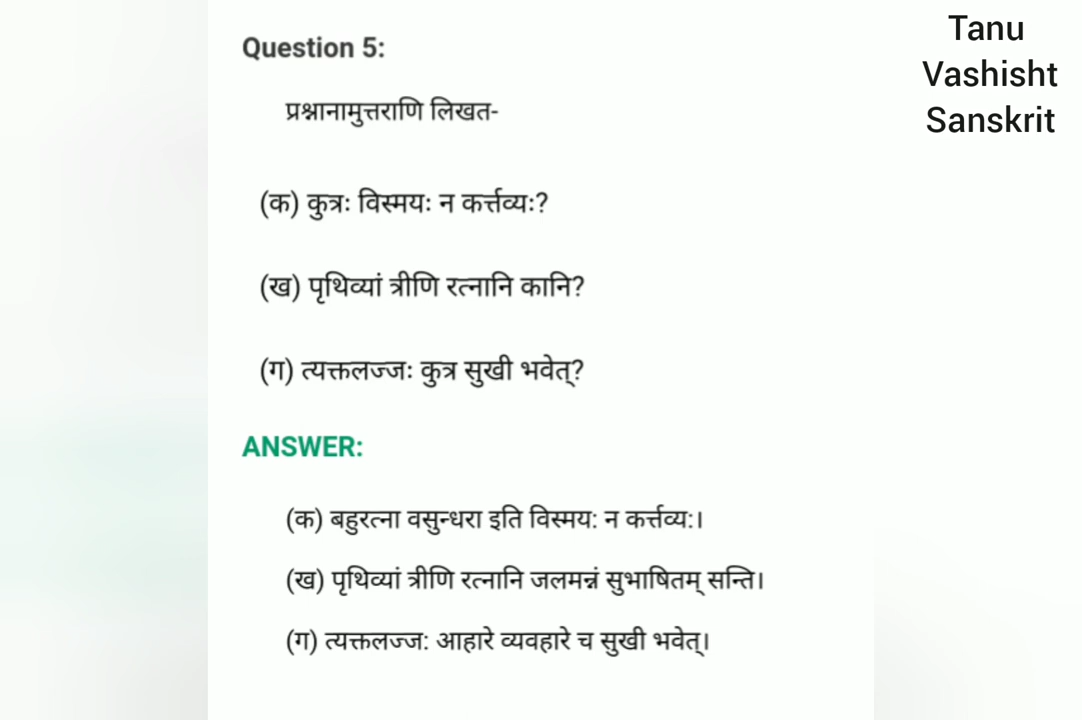 Tanu
Vashisht
Sanskrit
Question 5:
प्रश्नानामुत्तराणि लिखत-
(क) कुत्रः विस्मयः न कर्त्तव्यः?
(ख) पृथिव्यां त्रीणि रत्नानि कानि?
(ग) त्यक्तलज्जः कुत्र सुखी भवेत्?
ANSWER:
(क) बहुरत्ना वसुन्धरा इति विस्मय: न कर्त्तव्य:।
(ख) पृथिव्यां त्रीणि रत्नानि जलमन्नं सुभाषितम् सन्ति।
(ग) त्यक्तलज्ज: आहारे व्यवहारे च सुखी भवेत्।